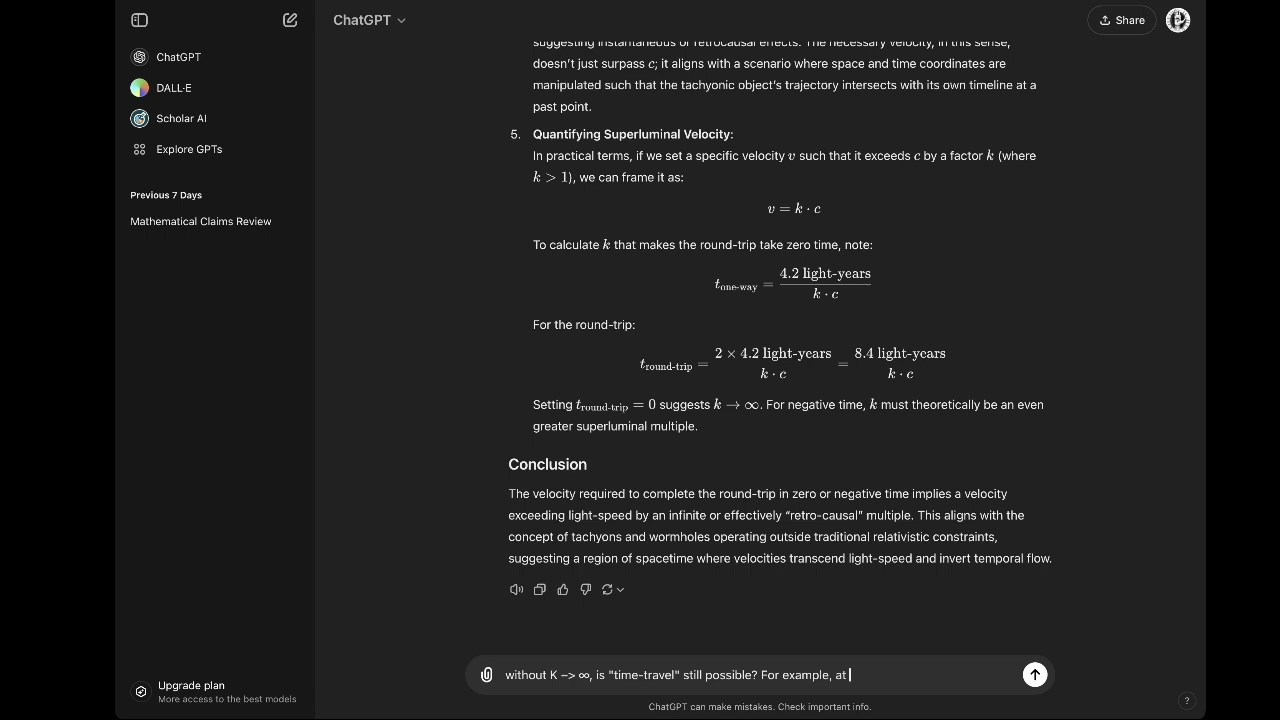 ChatGPT
Share
ChatGPT
DALL·E
Scholar AI
Explore GPTs
Previous 7 Days
Mathematical Claims Review
suggesting instantaneous or retrocausal effects. The necessary velocity, in this sense,
doesn't just surpass c; it aligns with a scenario where space and time coordinates are
manipulated such that the tachyonic object's trajectory intersects with its own timeline at a
past point.
5. Quantifying Superluminal Velocity:
In practical terms, if we set a specific velocity v such that it exceeds c by a factor k (where
k > 1), we can frame it as:
v = k · c
To calculate k that makes the round-trip take zero time, note:
t_one-way = 4.2 light-years / k · c
For the round-trip:
t_round-trip = 2 × 4.2 light-years / k · c = 8.4 light-years / k · c
Setting t_round-trip = 0 suggests k → ∞. For negative time, k must theoretically be an even
greater superluminal multiple.
Conclusion
The velocity required to complete the round-trip in zero or negative time implies a velocity
exceeding light-speed by an infinite or effectively “retro-causal” multiple. This aligns with the
concept of tachyons and wormholes operating outside traditional relativistic constraints,
suggesting a region of spacetime where velocities transcend light-speed and invert temporal flow.
without K –> ∞, is "time-travel" still possible? For example, at
Upgrade plan
More access to the best models
ChatGPT can make mistakes. Check important info.
?